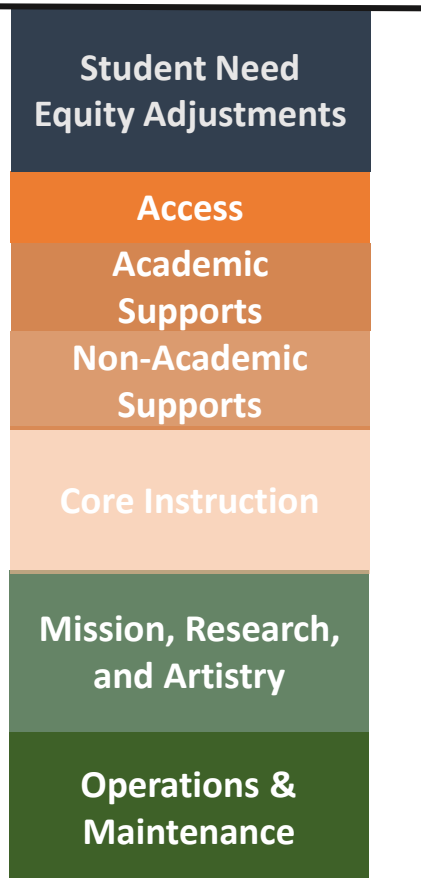 Student Need
Equity Adjustments
Access
Academic
Supports
Non-Academic
Supports
Core Instruction
Mission, Research,
and Artistry
Operations &
Maintenance